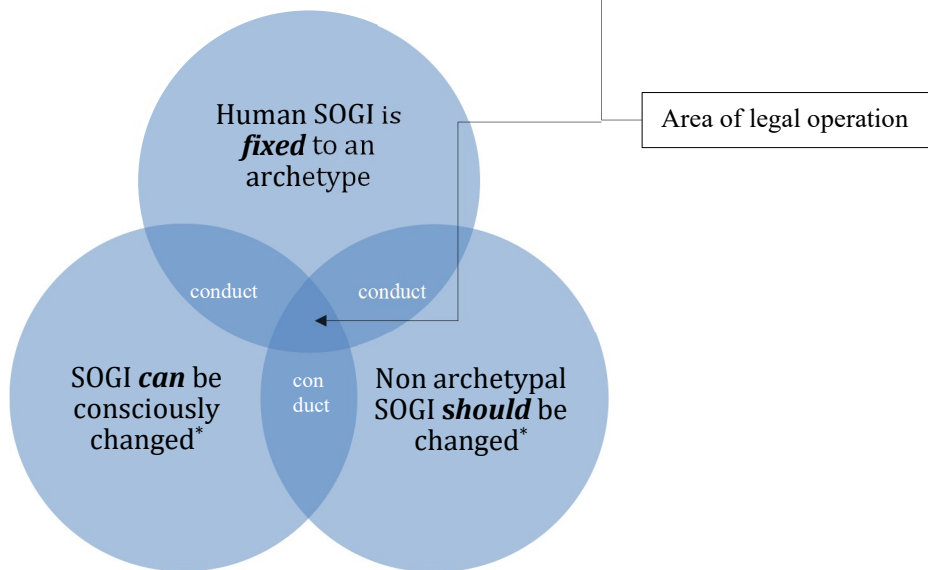 Human SOGI is
fixed to an
archetype
Area of legal operation
conduct
conduct
SOGI can be
consciously
changed*
con
duct
Non archetypal
SOGI should be
changed*